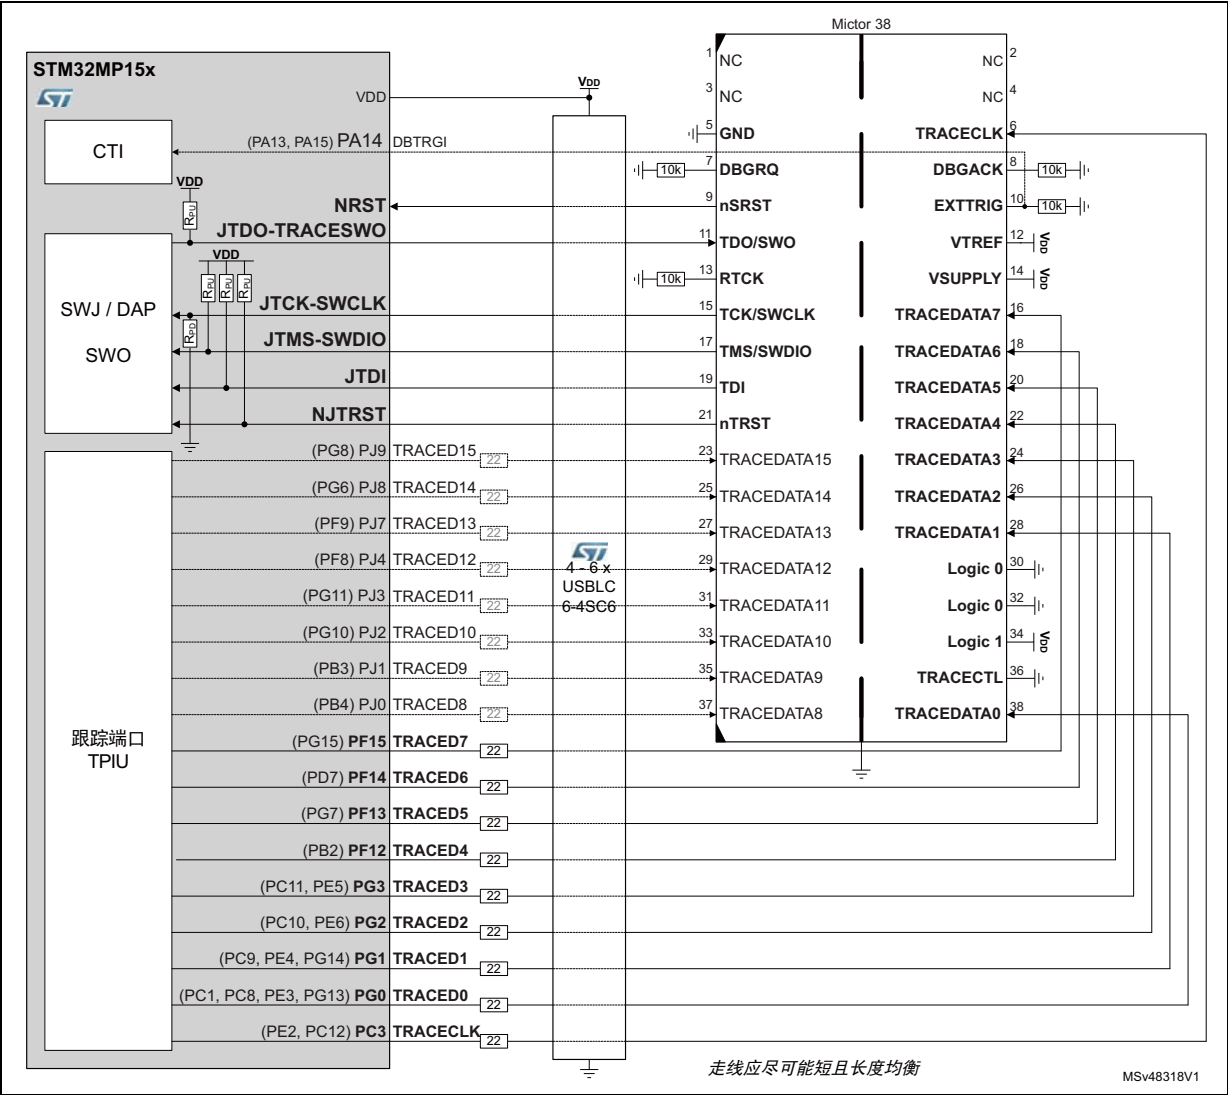 Mictor 38
STM32MP15x
ST
VDD
VDD
CTI
(PA13, PA15) PA14 DBTRGI
VDD
RPU
NRST
JTDO-TRACESWO
VDD
RPU
RPU
RPU
SWJ / DAP
SWO
JTCK-SWCLK
RPD
JTMS-SWDIO
JTDI
NJTRST
跟踪端口
TPIU
(PG8) PJ9 TRACED15 22
(PG6) PJ8 TRACED14 22
(PF9) PJ7 TRACED13 22
(PF8) PJ4 TRACED12 22
(PG11) PJ3 TRACED11 22
(PG10) PJ2 TRACED10 22
(PB3) PJ1 TRACED9 22
(PB4) PJ0 TRACED8 22
(PG15) PF15 TRACED7 22
(PD7) PF14 TRACED6 22
(PG7) PF13 TRACED5 22
(PB2) PF12 TRACED4 22
(PC11, PE5) PG3 TRACED3 22
(PC10, PE6) PG2 TRACED2 22
(PC9, PE4, PG14) PG1 TRACED1 22
(PC1, PC8, PE3, PG13) PG0 TRACED0 22
(PE2, PC12) PC3 TRACECLK 22
ST
4 - 6 x
USBLC
6-4SC6
1 NC NC 2
3 NC NC 4
5 GND TRACECLK 6
10k 7 DBGRQ DBGACK 8 10k
9 nSRST EXTTRIG 10 10k
11 TDO/SWO VTREF 12 VDD
10k 13 RTCK VSUPPLY 14 VDD
15 TCK/SWCLK TRACEDATA7 16
17 TMS/SWDIO TRACEDATA6 18
19 TDI TRACEDATA5 20
21 nTRST TRACEDATA4 22
23 TRACEDATA15 TRACEDATA3 24
25 TRACEDATA14 TRACEDATA2 26
27 TRACEDATA13 TRACEDATA1 28
29 TRACEDATA12 Logic 0 30
31 TRACEDATA11 Logic 0 32
33 TRACEDATA10 Logic 1 34 VDD
35 TRACEDATA9 TRACECTL 36
37 TRACEDATA8 TRACEDATA0 38
走线应尽可能短且长度均衡
MSv48318V1